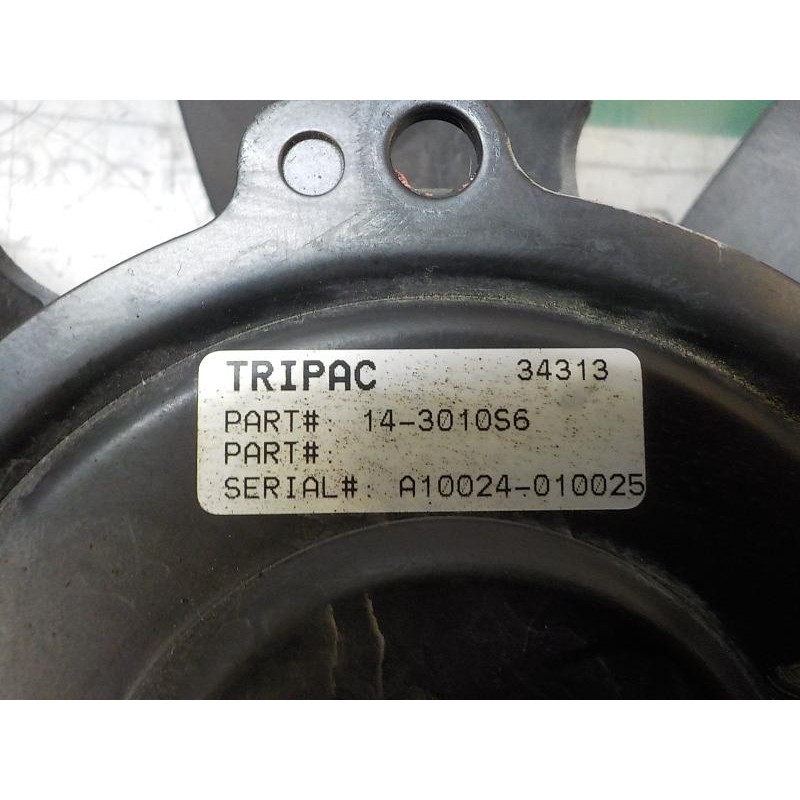 TRIPAC 34313
PART#: 14-3010S6
PART#:
SERIAL#: A10024-010025